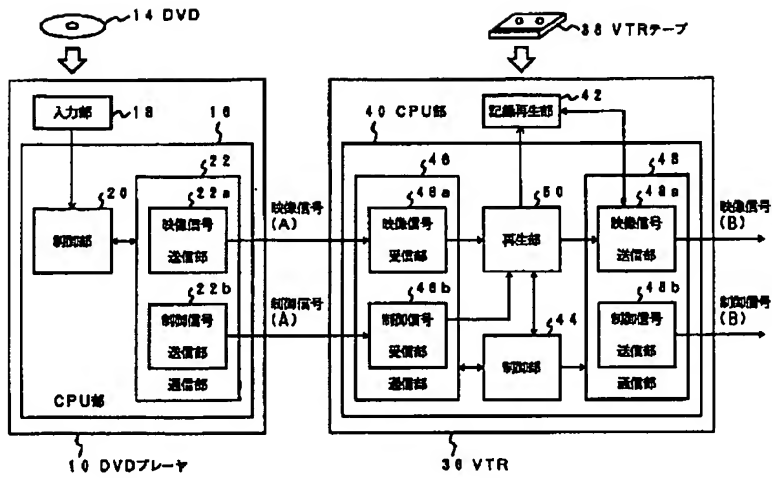 14 DVD
38 VTRテープ
入力部
18
16
記録再生部
42
40 CPU部
20
制御部
22
22a
映像信号
送信部
22b
制御信号
送信部
通信部
CPU部
映像信号
(A)
制御信号
(A)
46
46a
映像信号
受信部
46b
制御信号
受信部
通信部
50
再生部
44
制御部
48
48a
映像信号
送信部
48b
制御信号
送信部
通信部
映像信号
(B)
制御信号
(B)
10 DVDプレーヤ
36 VTR